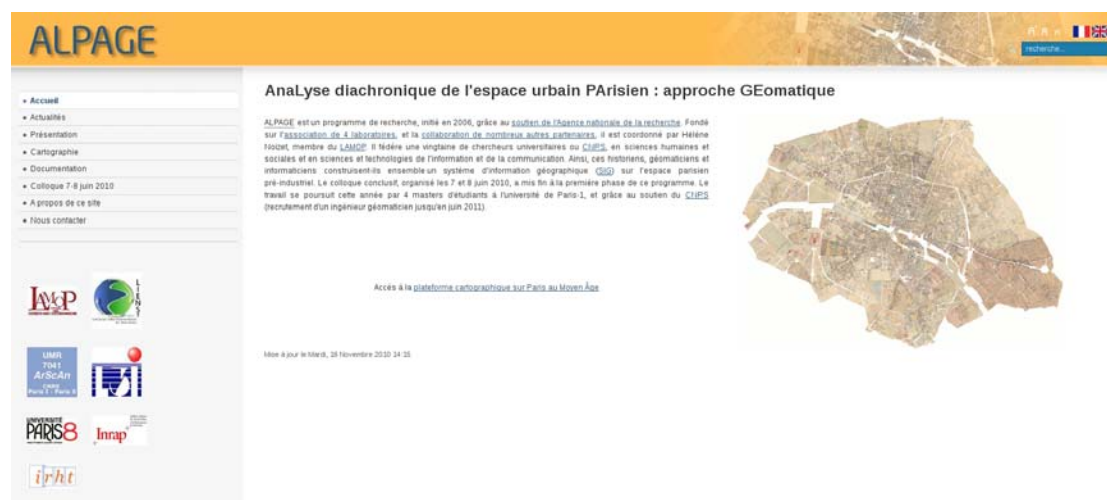 ALPAGE
recherche...
Accueil
Actualités
Présentation
Cartographie
Documentation
Colloque 7-8 juin 2010
A propos de ce site
Nous contacter
AnaLyse diachronique de l'espace urbain PArisien : approche GEomatique
ALPAGE est un programme de recherche, initié en 2006, grâce au soutien de l'Agence nationale de la recherche. Fondé
sur l'association de 4 laboratoires, et la collaboration de nombreux autres partenaires, il est coordonné par Hélène
Noizet, membre du LAMOP. Il fédère une vingtaine de chercheurs universitaires ou CNRS, en sciences humaines et
sociales et en sciences et technologies de l'information et de la communication. Ainsi, ces historiens, géomaticiens et
informaticiens construisent-ils ensemble un système d'information géographique (SIG) sur l'espace parisien
pré-industriel. Le colloque conclusif, organisé les 7 et 8 juin 2010, a mis fin à la première phase de ce programme. Le
travail se poursuit cette année par 4 masters d'étudiants à l'université de Paris-1, et grâce au soutien du CNRS
(recrutement d'un ingénieur géomaticien jusqu'en juin 2011).
Accès à la plateforme cartographique sur Paris au Moyen Âge
Mise à jour le Mardi, 16 Novembre 2010 14:15
LAMOP
LIENSS
UMR
7041
ArScAn
CNRS
Paris 1 - Paris 8
L3i
UNIVERSITÉ
PARIS8
Inrap
irht